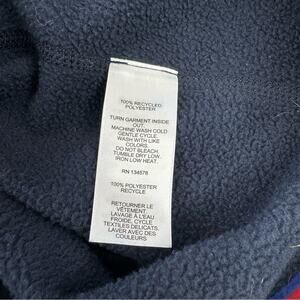 100% RECYCLED
POLYESTER
TURN GARMENT INSIDE
OUT.
MACHINE WASH COLD
GENTLE CYCLE.
WASH WITH LIKE
COLORS.
DO NOT BLEACH.
TUMBLE DRY LOW.
IRON LOW HEAT.
RN 134578
100% POLYESTER
RECYCLE
RETOURNER LE
VÊTEMENT.
LAVAGE À L'EAU
FROIDE, CYCLE
TEXTILES DELICATS.
LAVER AVEC DES
COULEURS